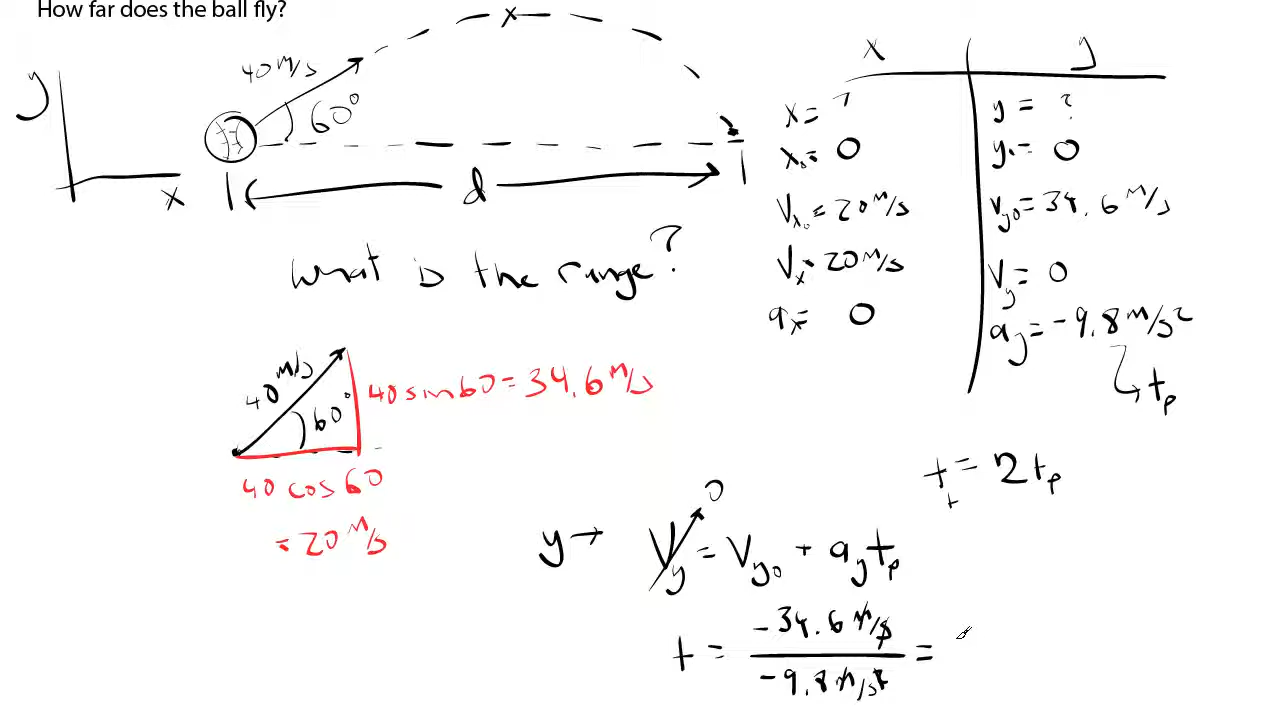 How far does the ball fly?
y
x
40 m/s
60°
x
d
What is the range?
x
x = ?
x₀ = 0
Vx₀ = 20 m/s
Vx = 20 m/s
ax = 0
y
y = ?
y₀ = 0
Vy0 = 34.6 m/s
Vy = 0
ay = -9.8 m/s²
tp
40 m/s
60°
40 sin 60 = 34.6 m/s
40 cos 60
= 20 m/s
t = 2tp
0
y → Vy = Vy0 + ay tp
t = -34.6 m/s / -9.8 m/s² =